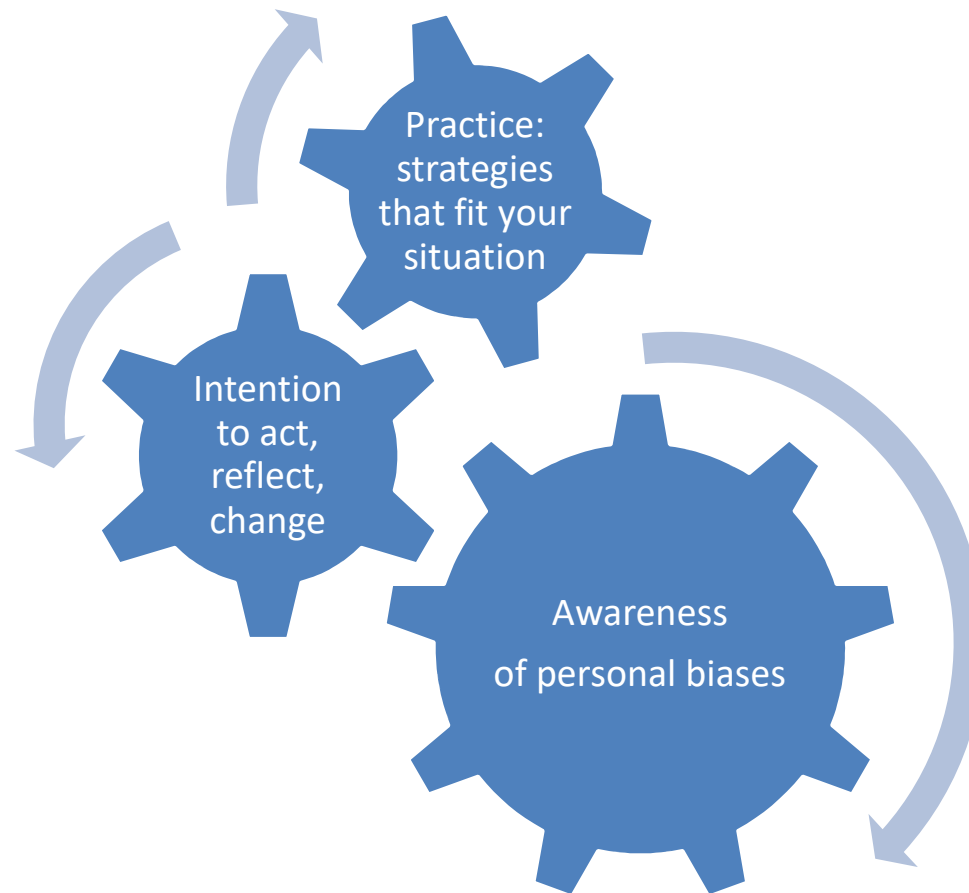 Practice:
strategies
that fit your
situation
Intention
to act,
reflect,
change
Awareness
of personal biases